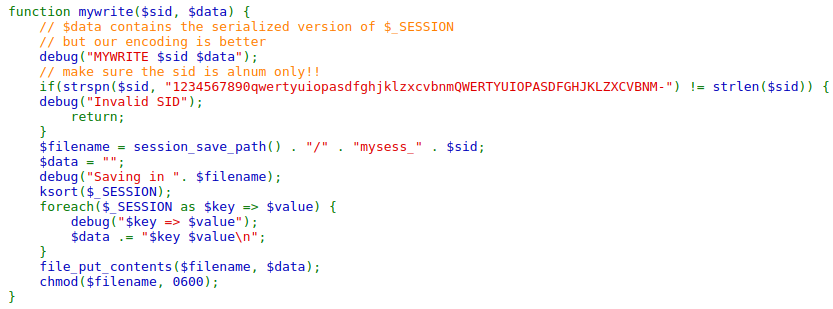 function mywrite($sid, $data) {
    // $data contains the serialized version of $_SESSION
    // but our encoding is better
    debug("MYWRITE $sid $data");
    // make sure the sid is alnum only!!
    if(strspn($sid, "1234567890qwertyuiopasdfghjklzxcvbnmQWERTYUIOPASDFGHJKLZXCVBNM-") != strlen($sid)) {
    debug("Invalid SID");
        return;
    }
    $filename = session_save_path() . "/" . "mysess_" . $sid;
    $data = "";
    debug("Saving in ". $filename);
    ksort($_SESSION);
    foreach($_SESSION as $key => $value) {
        debug("$key => $value");
        $data .= "$key $value\n";
    }
    file_put_contents($filename, $data);
    chmod($filename, 0600);
}